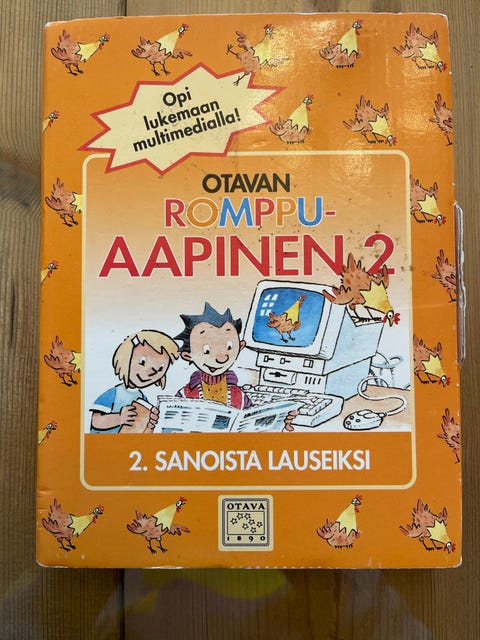 Opi
lukemaan
multimedialla!
OTAVAN
ROMPPU-
AAPINEN 2
2. SANOISTA LAUSEIKSI
OTAVA
1890